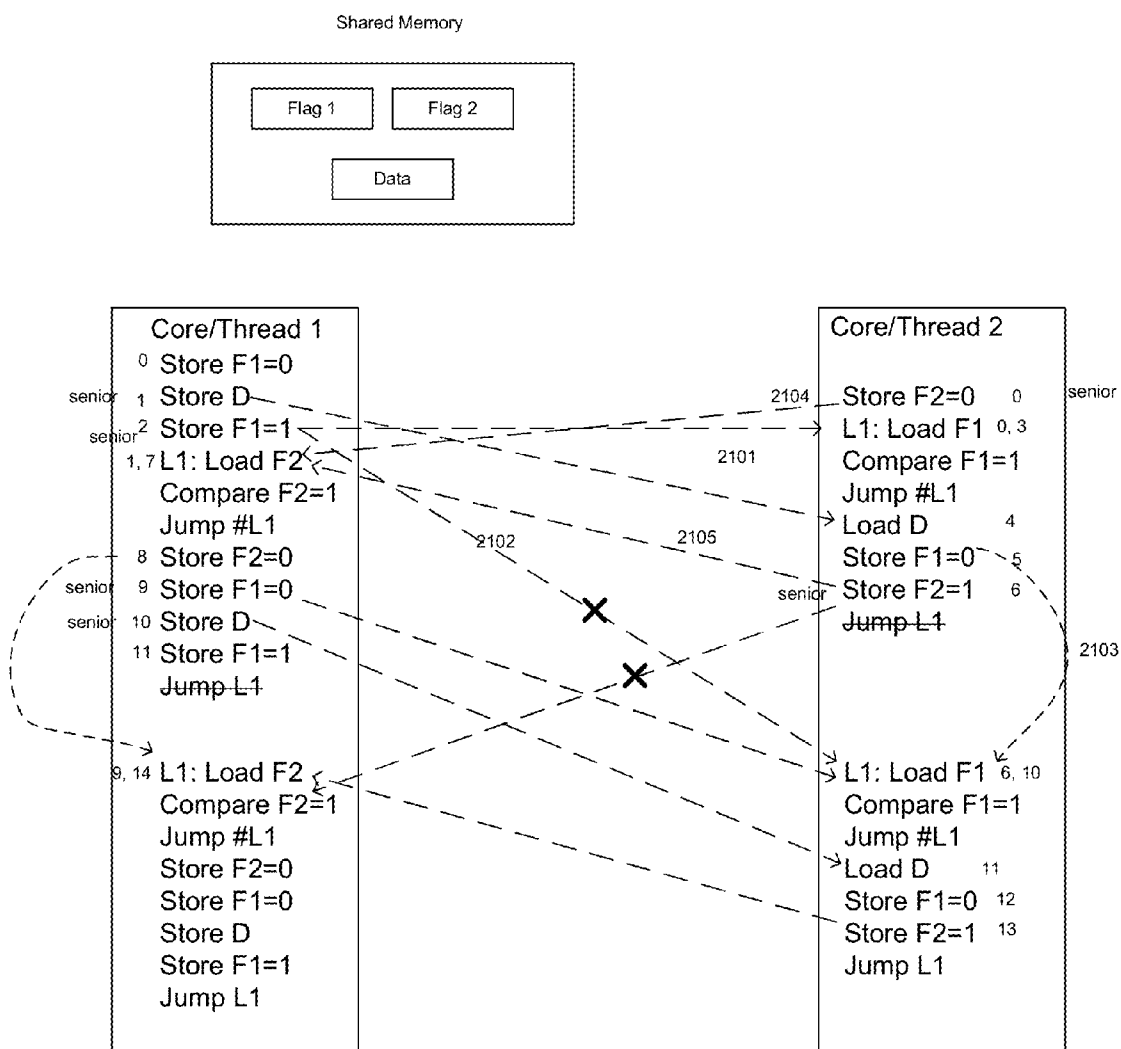 Shared Memory
Flag 1
Flag 2
Data
Core/Thread 1
0 Store F1=0
senior 1 Store D
senior 2 Store F1=1
1, 7 L1: Load F2
Compare F2=1
Jump #L1
8 Store F2=0
senior 9 Store F1=0
senior 10 Store D
11 Store F1=1
Jump L1
9, 14 L1: Load F2
Compare F2=1
Jump #L1
Store F2=0
Store F1=0
Store D
Store F1=1
Jump L1
2104
2101
2102
2105
Core/Thread 2
Store F2=0 0 senior
L1: Load F1 0, 3
Compare F1=1
Jump #L1
Load D 4
Store F1=0 5
senior Store F2=1 6
Jump L1
2103
L1: Load F1 6, 10
Compare F1=1
Jump #L1
Load D 11
Store F1=0 12
Store F2=1 13
Jump L1